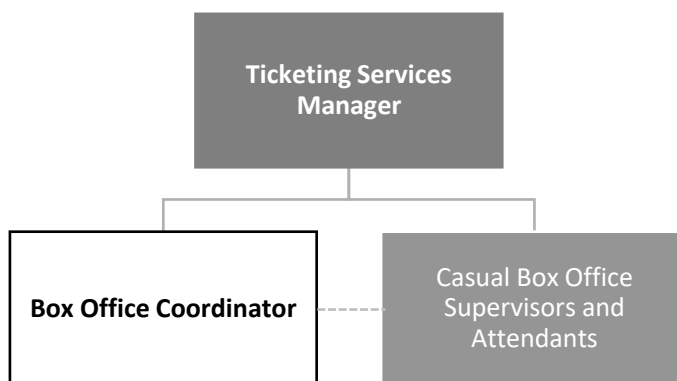 Ticketing Services
Manager
Box Office Coordinator
Casual Box Office
Supervisors and
Attendants